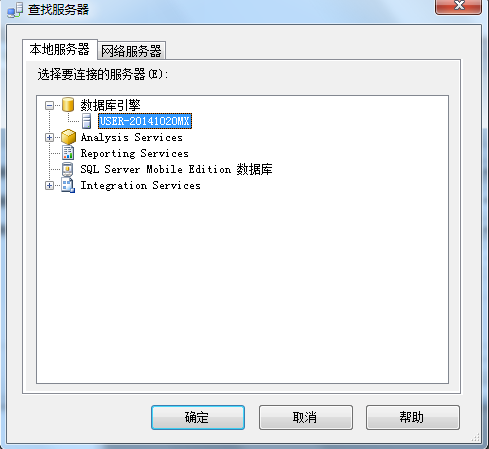 查找服务器
本地服务器 网络服务器
选择要连接的服务器(E):
数据库引擎
USER-20141020MX
Analysis Services
Reporting Services
SQL Server Mobile Edition 数据库
Integration Services
确定 取消 帮助